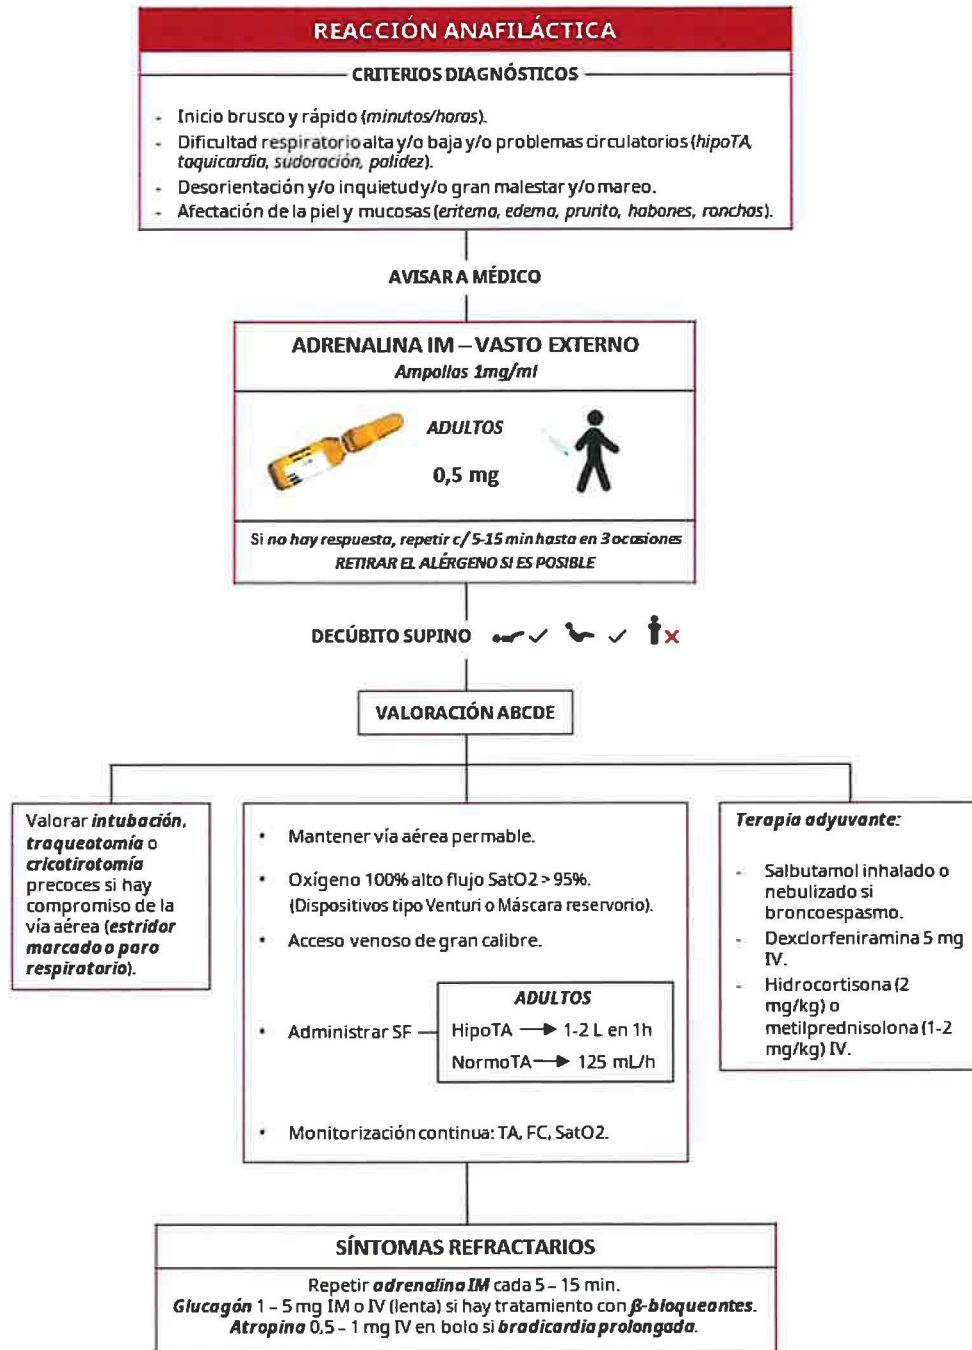 REACCIÓN ANAFILÁCTICA
CRITERIOS DIAGNÓSTICOS
- Inicio brusco y rápido (minutos/horas).
- Dificultad respiratorio alta y/o baja y/o problemas circulatorios (hipoTA,
taquicardia, sudoración, palidez).
- Desorientación y/o inquietud y/o gran malestar y/o mareo.
- Afectación de la piel y mucosas (eritema, edema, prurito, habones, ronchas).
AVISAR A MÉDICO
ADRENALINA IM – VASTO EXTERNO
Ampollas 1mg/ml
ADULTOS
0,5 mg
Si no hay respuesta, repetir c/ 5-15 min hasta en 3 ocasiones
RETIRAR EL ALÉRGENO SI ES POSIBLE
DECÚBITO SUPINO
VALORACIÓN ABCDE
Valorar intubación,
traqueotomía o
cricotirotomía
precoces si hay
compromiso de la
vía aérea (estridor
marcado o paro
respiratorio).
• Mantener vía aérea permable.
• Oxígeno 100% alto flujo SatO2 > 95%.
(Dispositivos tipo Venturi o Máscara reservorio).
• Acceso venoso de gran calibre.
• Administrar SF
ADULTOS
HipoTA → 1-2 L en 1h
NormoTA → 125 mL/h
• Monitorización continua: TA, FC, SatO2.
Terapia adyuvante:
- Salbutamol inhalado o
nebulizado si
broncoespasmo.
- Dexclorfeniramina 5 mg
IV.
- Hidrocortisona (2
mg/kg) o
metilprednisolona (1-2
mg/kg) IV.
SÍNTOMAS REFRACTARIOS
Repetir adrenalina IM cada 5 – 15 min.
Glucagón 1 – 5 mg IM o IV (lenta) si hay tratamiento con β-bloqueantes.
Atropina 0,5 – 1 mg IV en bolo si bradicardia prolongada.